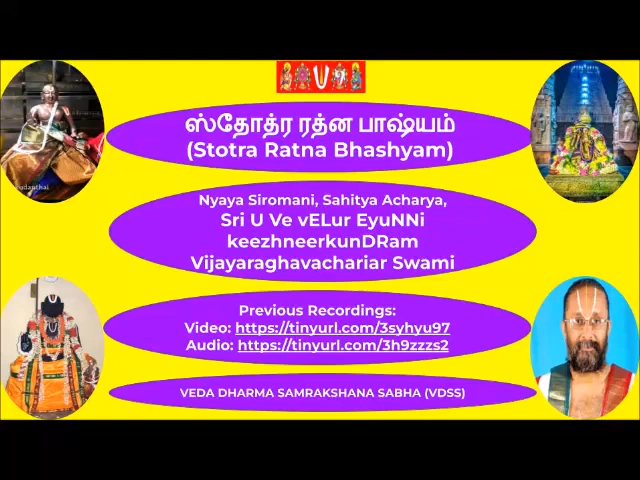 ஸ்தோத்ர ரத்ன பாஷ்யம்
(Stotra Ratna Bhashyam)
Nyaya Siromani, Sahitya Acharya,
Sri U Ve vELur EyuNNi
keezhneerkunDRam
Vijayaraghavachariar Swami
Previous Recordings:
Video: https://tinyurl.com/3syhyu97
Audio: https://tinyurl.com/3h9zzzs2
VEDA DHARMA SAMRAKSHANA SABHA (VDSS)